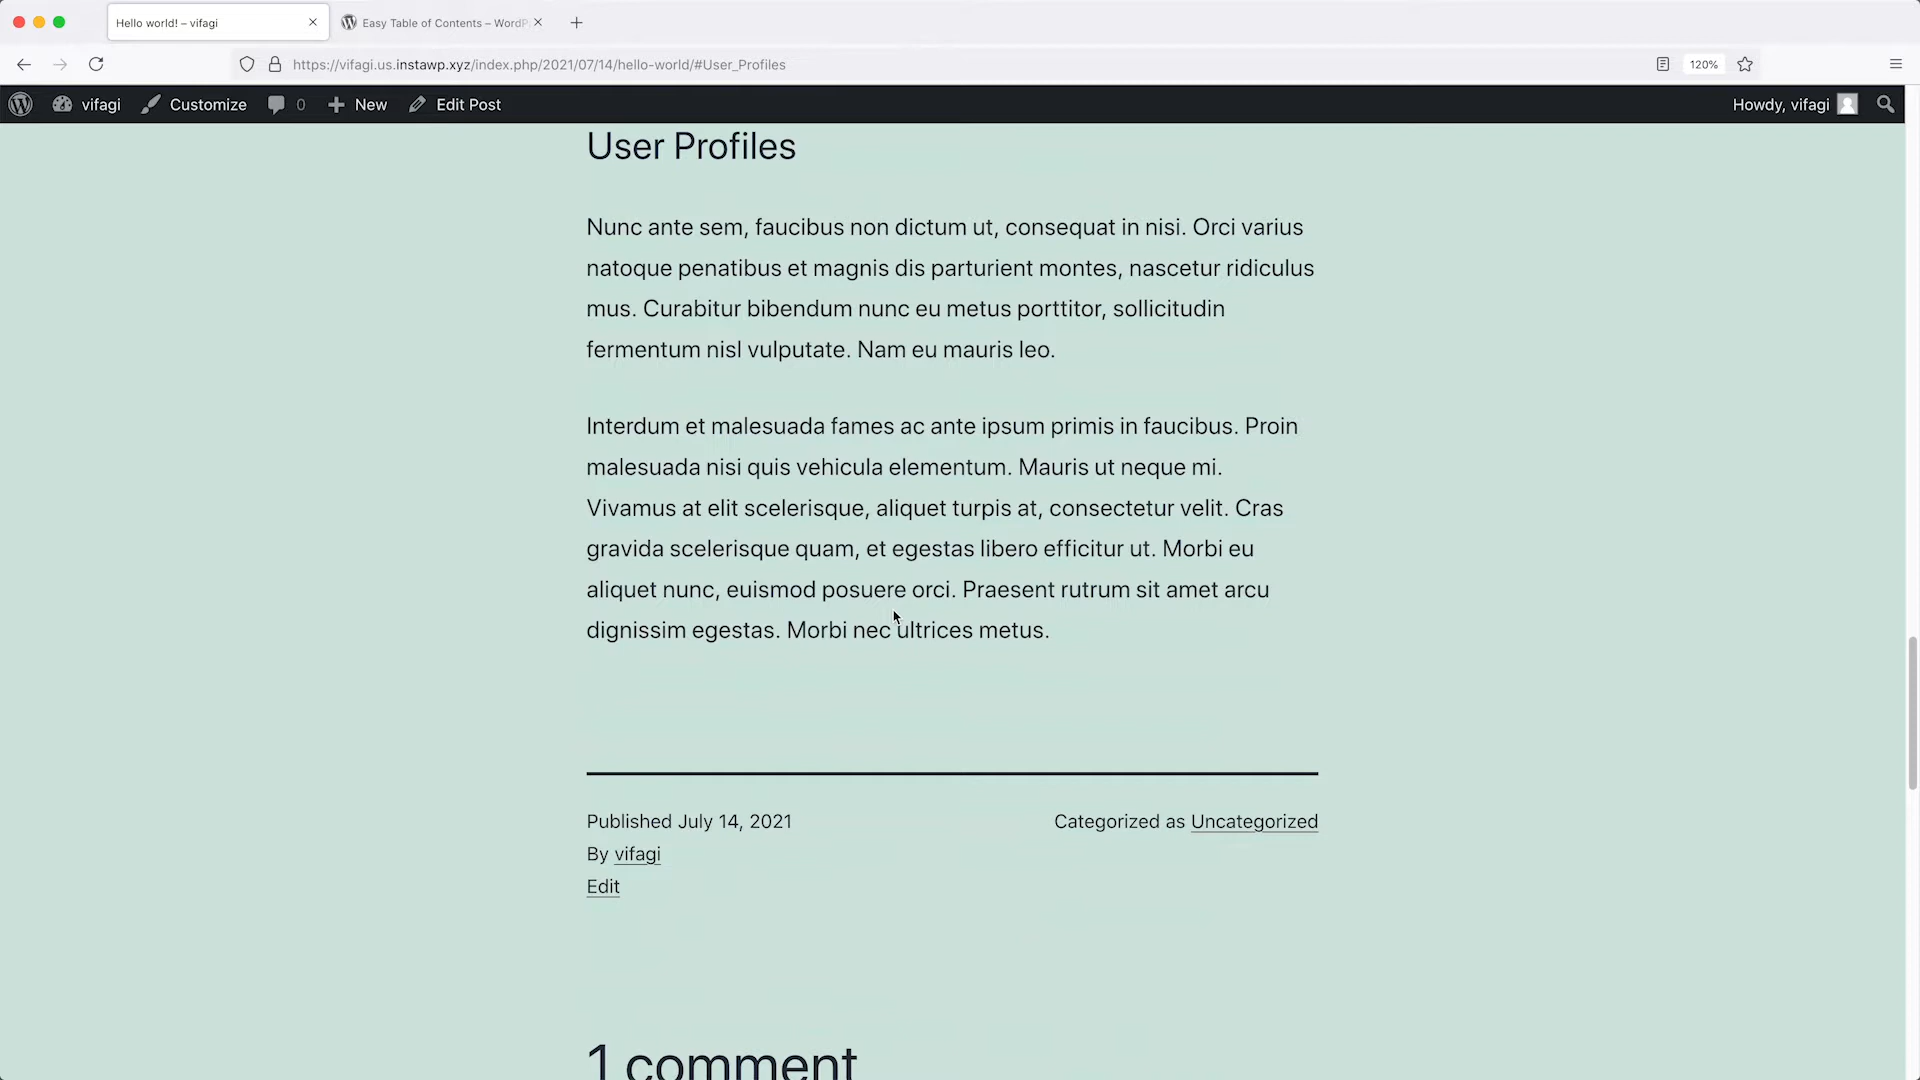 Hello world! – vifagi
Easy Table of Contents – WordP
https://vifagi.us.instawp.xyz/index.php/2021/07/14/hello-world/#User_Profiles
120%
vifagi
Customize
0
New
Edit Post
Howdy, vifagi
User Profiles
Nunc ante sem, faucibus non dictum ut, consequat in nisi. Orci varius
natoque penatibus et magnis dis parturient montes, nascetur ridiculus
mus. Curabitur bibendum nunc eu metus porttitor, sollicitudin
fermentum nisl vulputate. Nam eu mauris leo.
Interdum et malesuada fames ac ante ipsum primis in faucibus. Proin
malesuada nisi quis vehicula elementum. Mauris ut neque mi.
Vivamus at elit scelerisque, aliquet turpis at, consectetur velit. Cras
gravida scelerisque quam, et egestas libero efficitur ut. Morbi eu
aliquet nunc, euismod posuere orci. Praesent rutrum sit amet arcu
dignissim egestas. Morbi nec ultrices metus.
Published July 14, 2021
Categorized as Uncategorized
By vifagi
Edit
1 comment